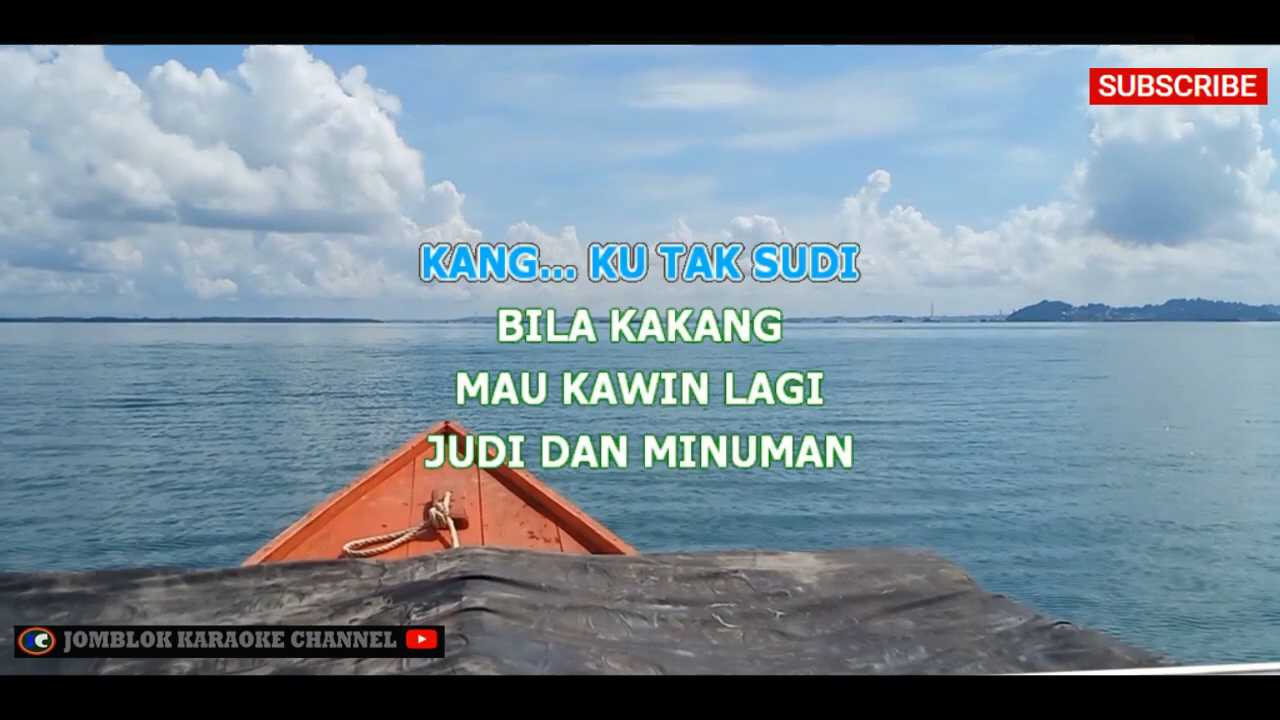 SUBSCRIBE
KANG... KU TAK SUDI
BILA KAKANG
MAU KAWIN LAGI
JUDI DAN MINUMAN
JOMBLOK KARAOKE CHANNEL